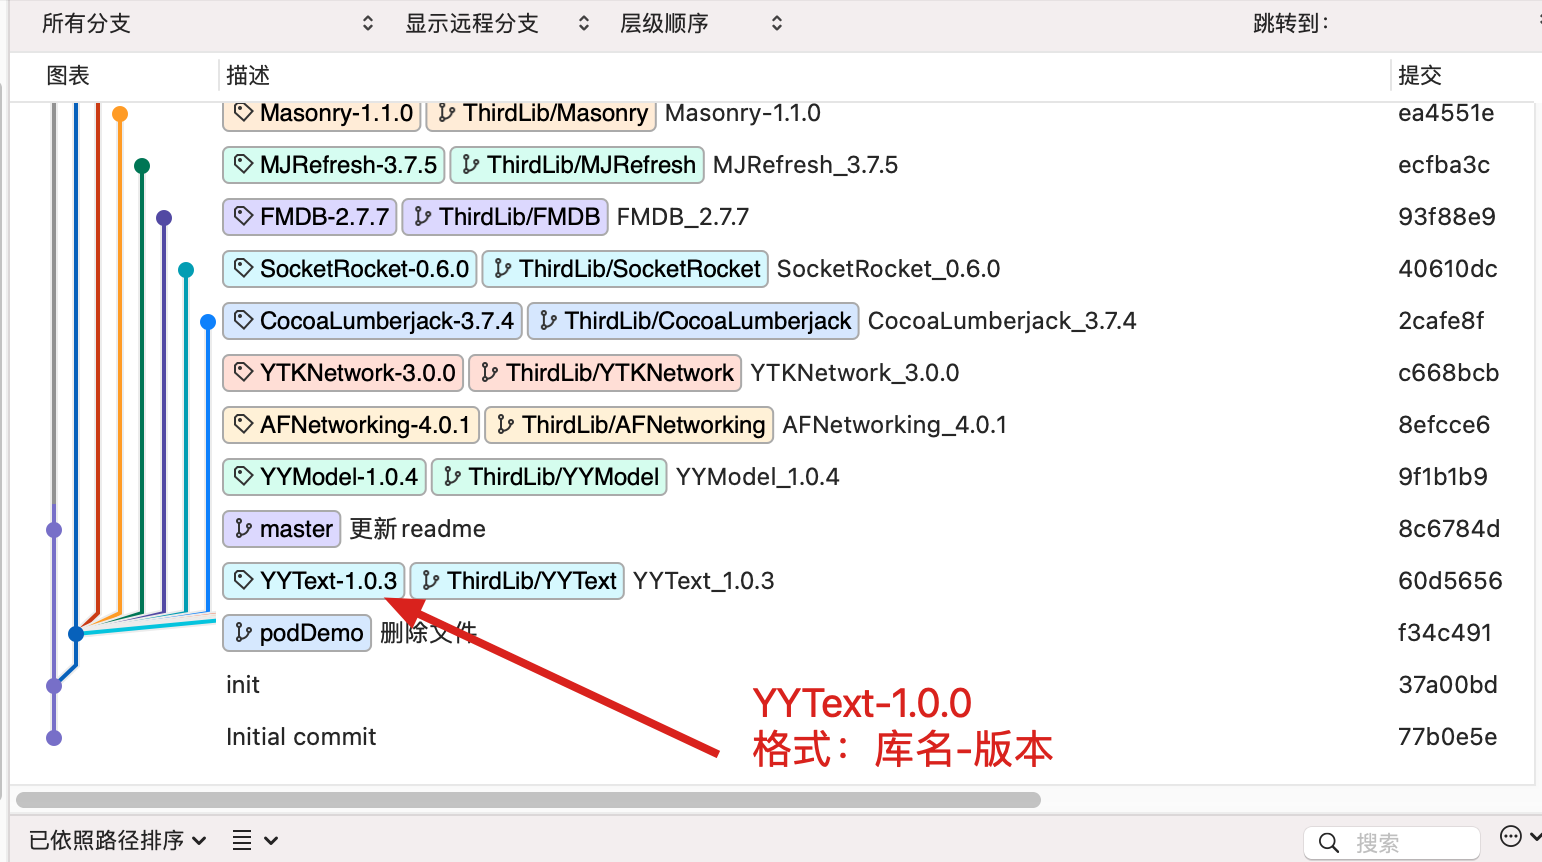 所有分支 显示远程分支 层级顺序 跳转到：
图表 描述 提交
Masonry-1.1.0 ThirdLib/Masonry Masonry-1.1.0 ea4551e
MJRefresh-3.7.5 ThirdLib/MJRefresh MJRefresh_3.7.5 ecfba3c
FMDB-2.7.7 ThirdLib/FMDB FMDB_2.7.7 93f88e9
SocketRocket-0.6.0 ThirdLib/SocketRocket SocketRocket_0.6.0 40610dc
CocoaLumberjack-3.7.4 ThirdLib/CocoaLumberjack CocoaLumberjack_3.7.4 2cafe8f
YTKNetwork-3.0.0 ThirdLib/YTKNetwork YTKNetwork_3.0.0 c668bcb
AFNetworking-4.0.1 ThirdLib/AFNetworking AFNetworking_4.0.1 8efcce6
YYModel-1.0.4 ThirdLib/YYModel YYModel_1.0.4 9f1b1b9
master 更新readme 8c6784d
YYText-1.0.3 ThirdLib/YYText YYText_1.0.3 60d5656
podDemo 删除文件 f34c491
init 37a00bd
YYText-1.0.0
格式：库名-版本
Initial commit 77b0e5e
已依照路径排序 搜索